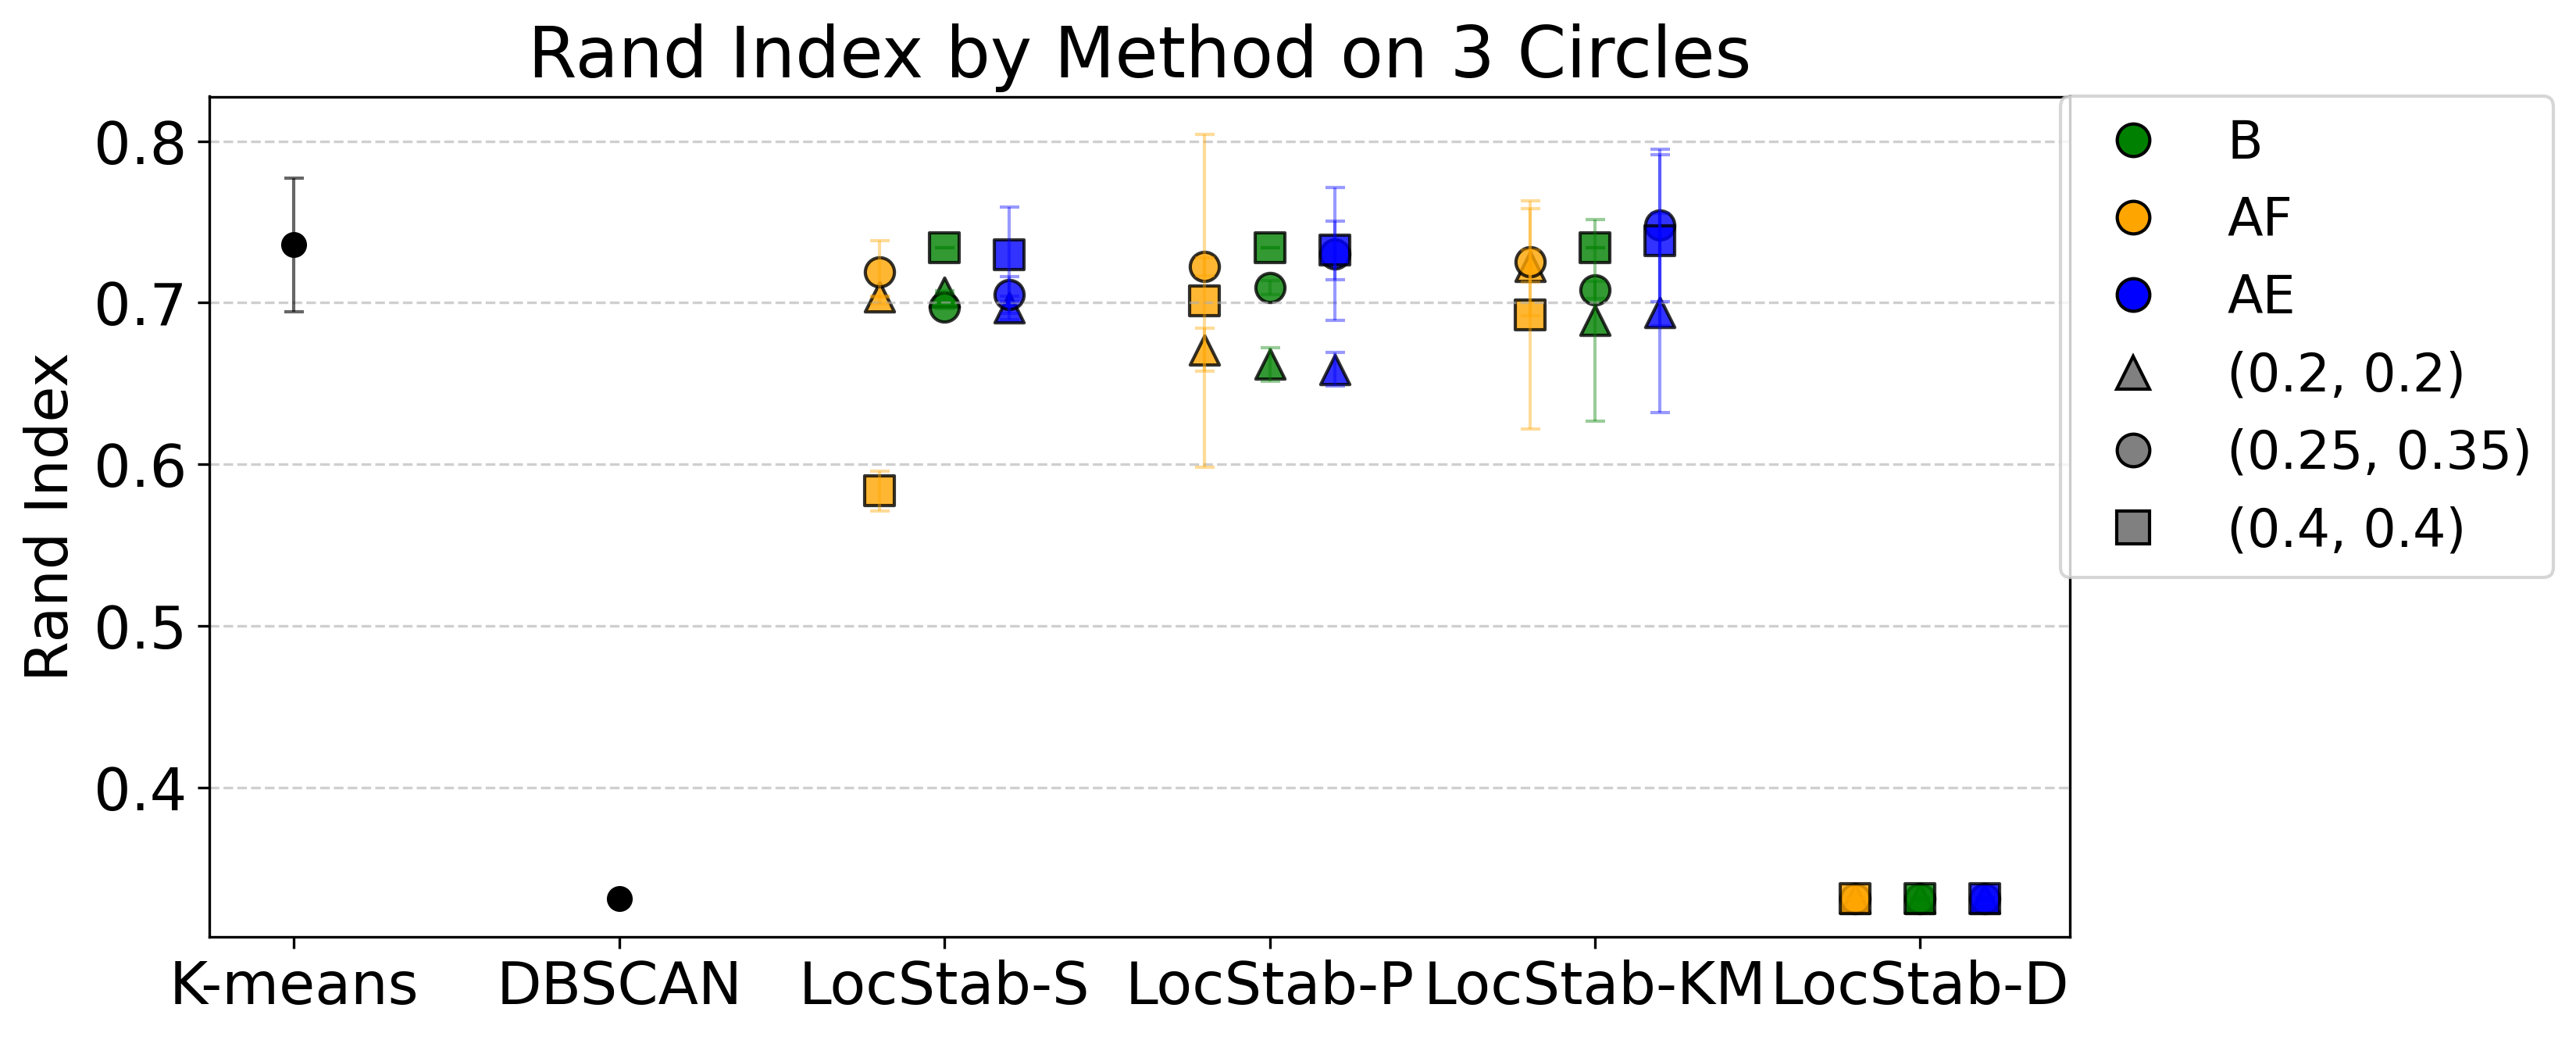 Rand Index by Method on 3 Circles
Rand Index
0.8
0.7
0.6
0.5
0.4
K-means
DBSCAN
LocStab-S
LocStab-P
LocStab-KM
LocStab-D
B
AF
AE
(0.2, 0.2)
(0.25, 0.35)
(0.4, 0.4)